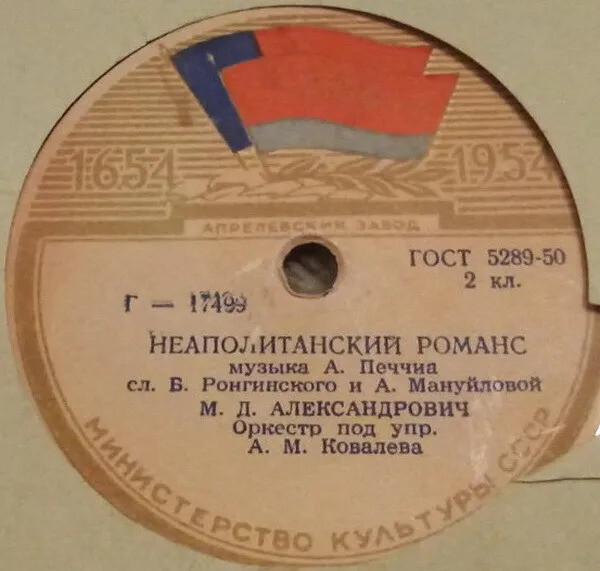 1654 1954
АПРЕЛЕВСКИЙ ЗАВОД
ГОСТ 5289-50
2 кл.
Г — 17499
НЕАПОЛИТАНСКИЙ РОМАНС
музыка А. Печчиа
сл. Б. Ронгинского и А. Мануйловой
М. Д. АЛЕКСАНДРОВИЧ
Оркестр под упр.
А. М. Ковалева
МИНИСТЕРСТВО КУЛЬТУРЫ СССР